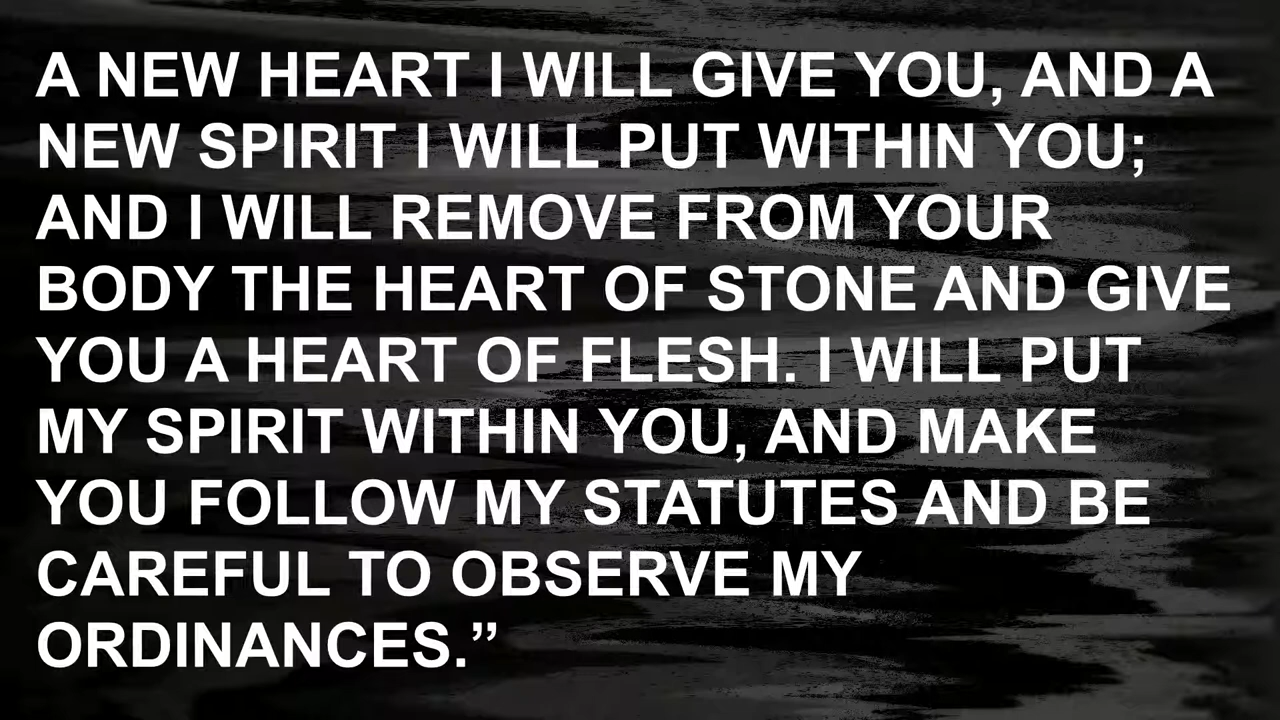 A NEW HEART I WILL GIVE YOU, AND A
NEW SPIRIT I WILL PUT WITHIN YOU;
AND I WILL REMOVE FROM YOUR
BODY THE HEART OF STONE AND GIVE
YOU A HEART OF FLESH. I WILL PUT
MY SPIRIT WITHIN YOU, AND MAKE
YOU FOLLOW MY STATUTES AND BE
CAREFUL TO OBSERVE MY
ORDINANCES.”